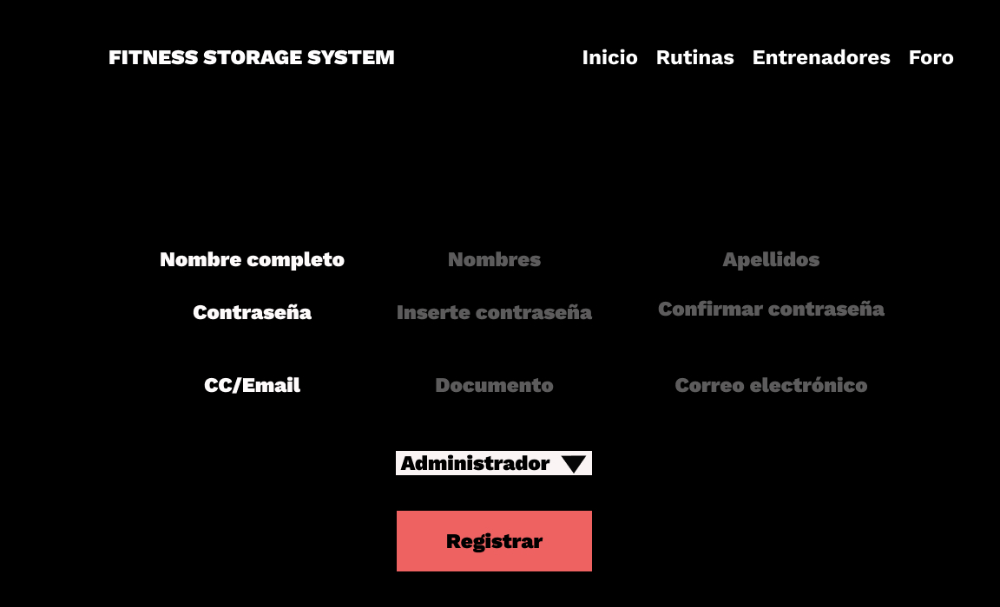 FITNESS STORAGE SYSTEM Inicio Rutinas Entrenadores Foro
Nombre completo Nombres Apellidos
Contraseña Inserte contraseña Confirmar contraseña
CC/Email Documento Correo electrónico
Administrador
Registrar